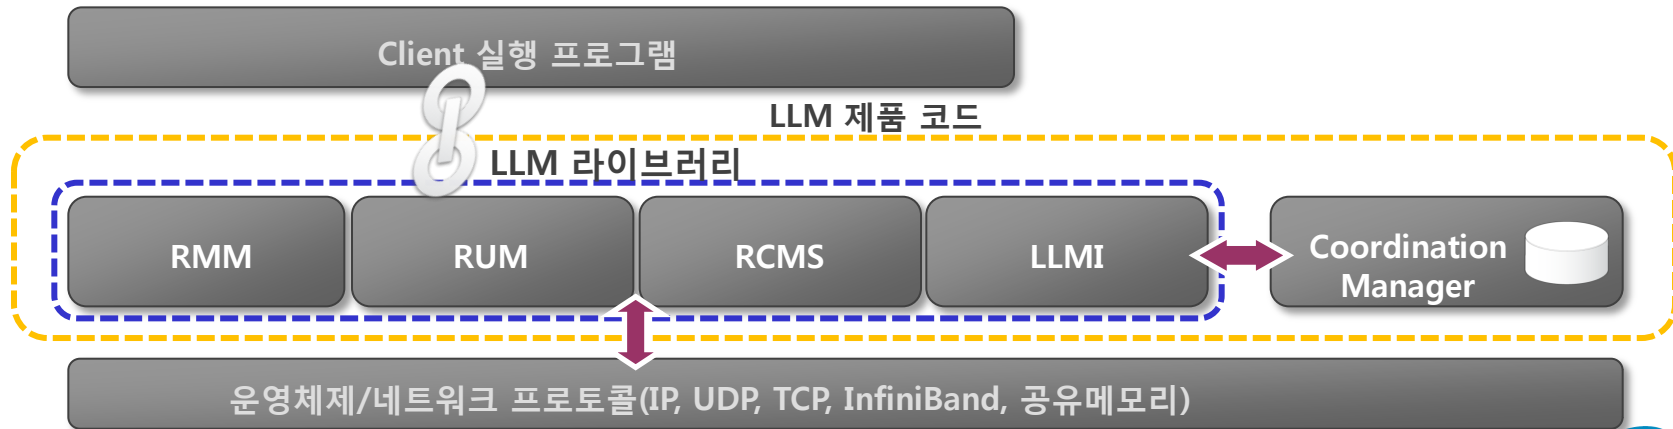 Client 실행 프로그램
LLM 제품 코드
LLM 라이브러리
RMM
RUM
RCMS
LLMI
Coordination
Manager
운영체제/네트워크 프로토콜(IP, UDP, TCP, InfiniBand, 공유메모리)